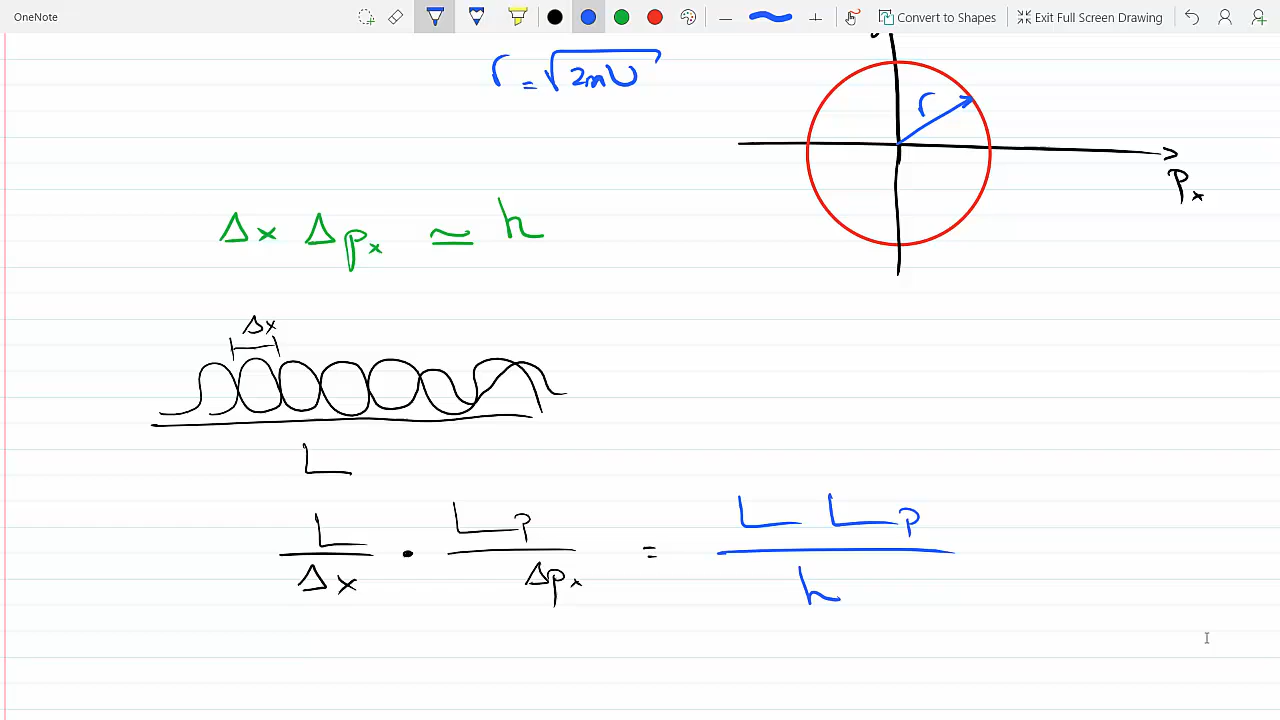 OneNote
Convert to Shapes
Exit Full Screen Drawing
r = √2mU
r
Px
Δx Δpx ≃ h
Δx
L
L/Δx · Lp/Δpx = L Lp/h